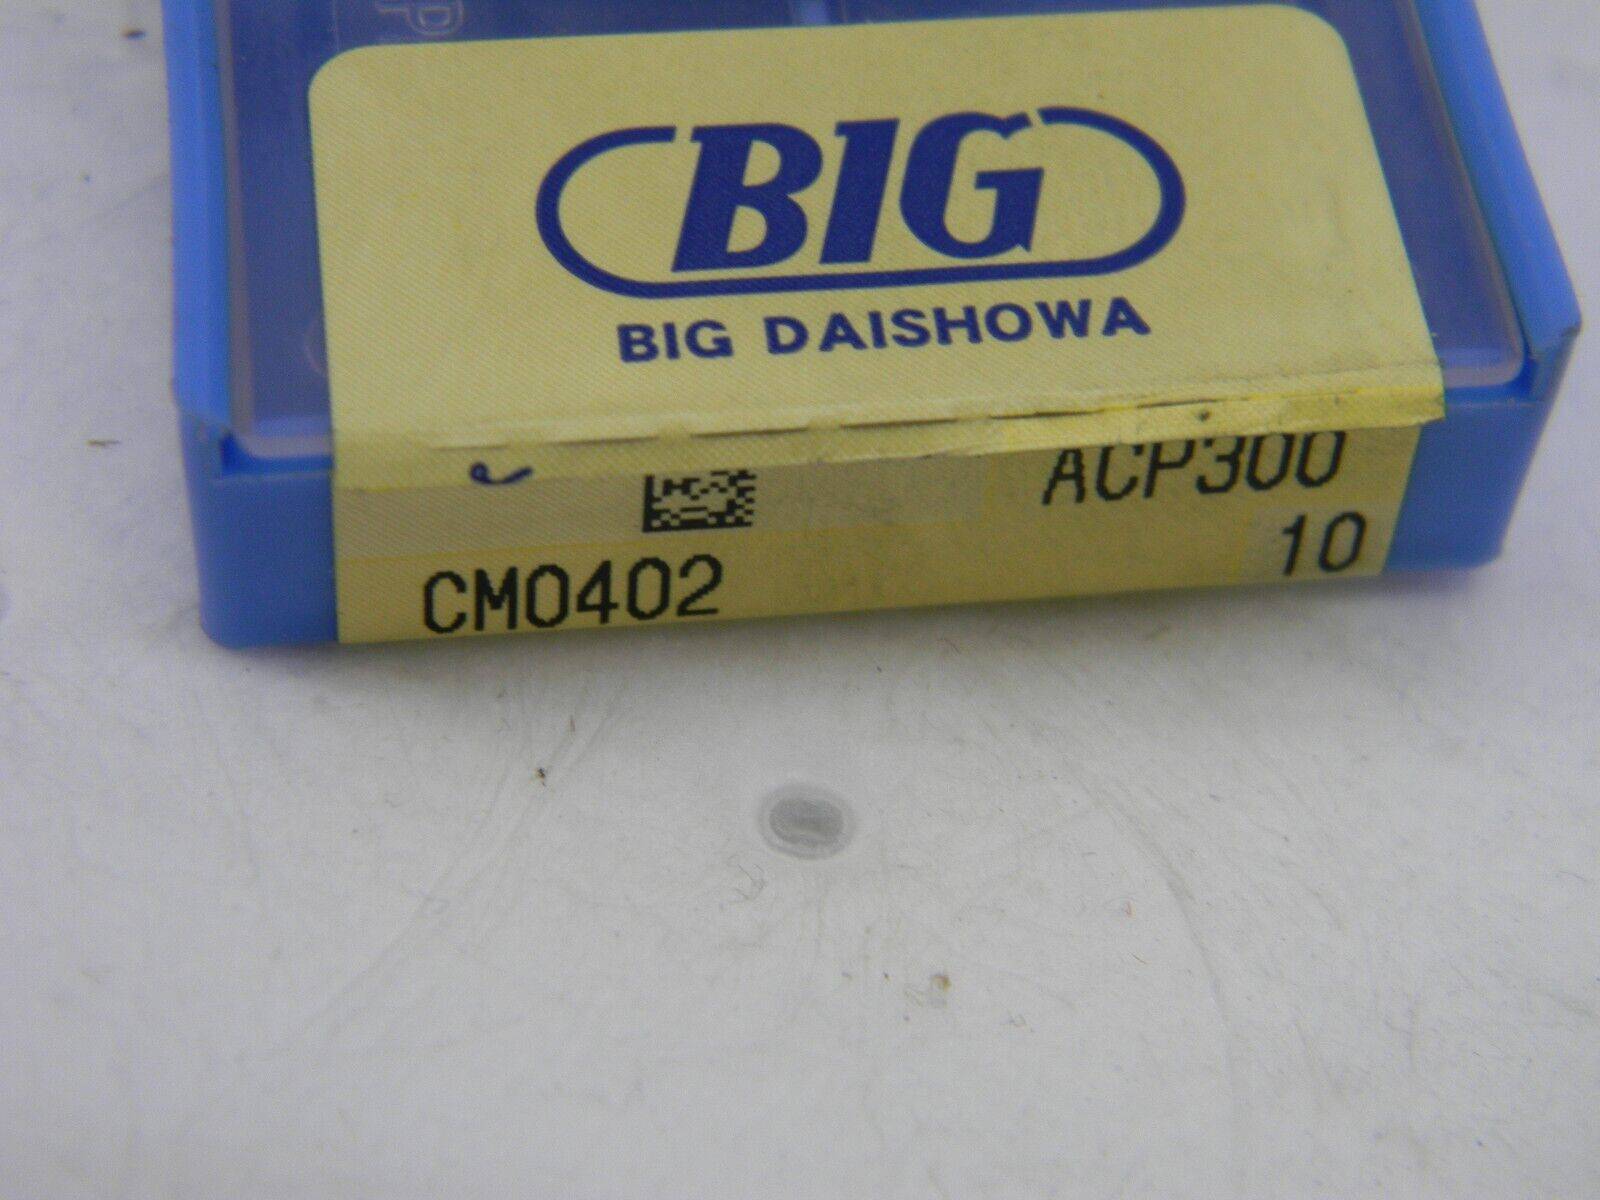 BIG
BIG DAISHOWA
ACP300
CM0402
10